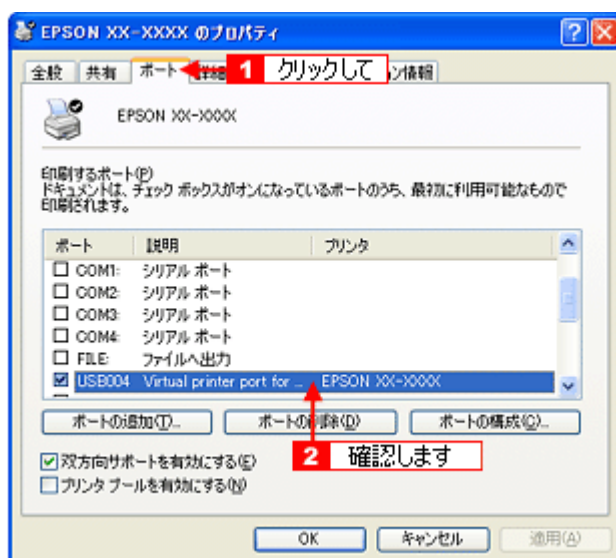 EPSON XX-XXXX のプロパティ
全般 共有 ポート 詳細 1 クリックして ン情報
EPSON XX-XXXX
印刷するポート(P)
ドキュメントは、チェック ボックスがオンになっているポートのうち、最初に利用可能なもので
印刷されます。
ポート 説明 プリンタ
COM1: シリアル ポート
COM2: シリアル ポート
COM3: シリアル ポート
COM4: シリアル ポート
FILE: ファイルへ出力
USB004 Virtual printer port for ... EPSON XX-XXXX
ポートの追加(T)... ポートの削除(D) ポートの構成(C)...
2 確認します
双方向サポートを有効にする(E)
プリンタ プールを有効にする(N)
OK キャンセル 適用(A)